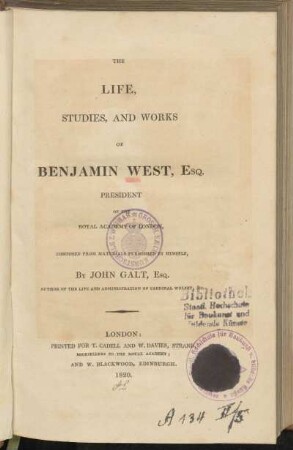 THE
LIFE,
STUDIES, AND WORKS
OF
BENJAMIN WEST, ESQ.
PRESIDENT
OF THE
ROYAL ACADEMY OF LONDON,
COMPOSED FROM MATERIALS FURNISHED BY HIMSELF,
BY JOHN GALT, ESQ.
AUTHOR OF THE LIFE AND ADMINISTRATION OF CARDINAL WOLSEY, &c.
Bibliothek
Staatl. Hochschule
für Baukunst und
bildende Künste
LONDON:
PRINTED FOR T. CADELL AND W. DAVIES, STRAND,
BOOKSELLERS TO THE ROYAL ACADEMY;
AND W. BLACKWOOD, EDINBURGH.
1820.
A 134